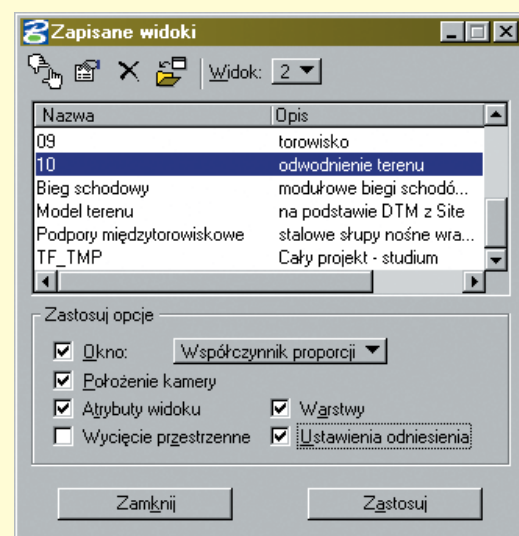 Zapisane widoki
Widok: 2
Nazwa Opis
09 torowisko
10 odwodnienie terenu
Bieg schodowy modułowe biegi schodó...
Model terenu na podstawie DTM z Site
Podpory międzytorowiskowe stalowe słupy nośne wra...
TF_TMP Cały projekt - studium
Zastosuj opcje
Okno: Współczynnik proporcji
Położenie kamery
Atrybuty widoku Warstwy
Wycięcie przestrzenne Ustawienia odniesienia
Zamknij Zastosuj